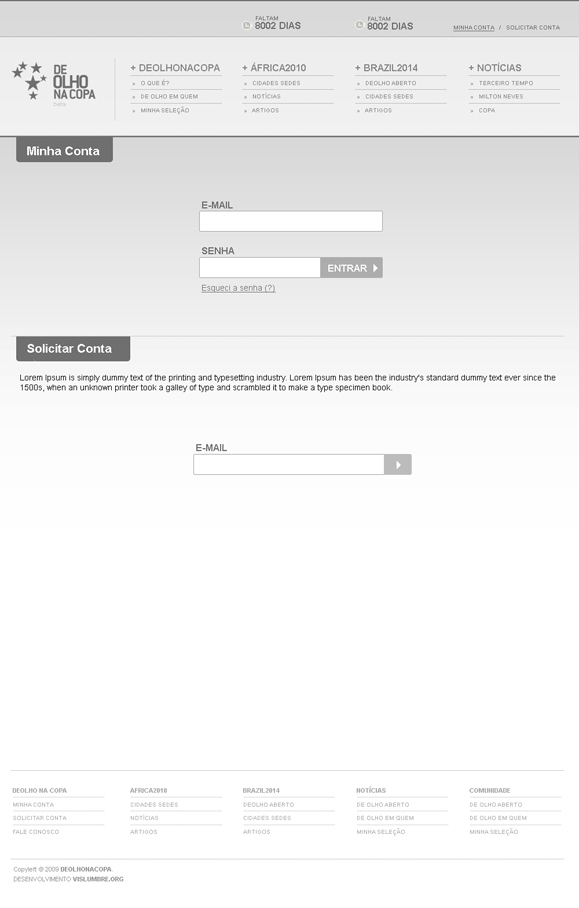 FALTAM
8002 DIAS
FALTAM
8002 DIAS
MINHA CONTA / SOLICITAR CONTA
DE
OLHO
NA COPA
beta
+ DEOLHONACOPA
» O QUE É?
» DE OLHO EM QUEM
» MINHA SELEÇÃO
+ ÁFRICA2010
» CIDADES SEDES
» NOTÍCIAS
» ARTIGOS
+ BRAZIL2014
» DEOLHO ABERTO
» CIDADES SEDES
» ARTIGOS
+ NOTÍCIAS
» TERCEIRO TEMPO
» MILTON NEVES
» COPA
Minha Conta
E-MAIL
SENHA
ENTRAR
Esqueci a senha (?)
Solicitar Conta
Lorem Ipsum is simply dummy text of the printing and typesetting industry. Lorem Ipsum has been the industry's standard dummy text ever since the
1500s, when an unknown printer took a galley of type and scrambled it to make a type specimen book.
E-MAIL
DEOLHO NA COPA
MINHA CONTA
SOLICITAR CONTA
FALE CONOSCO
AFRICA2010
CIDADES SEDES
NOTÍCIAS
ARTIGOS
BRAZIL2014
DEOLHO ABERTO
CIDADES SEDES
ARTIGOS
NOTÍCIAS
DE OLHO ABERTO
DE OLHO EM QUEM
MINHA SELEÇÃO
COMUNIDADE
DE OLHO ABERTO
DE OLHO EM QUEM
MINHA SELEÇÃO
Copyleft @ 2009 DEOLHONACOPA
DESENVOLVIMENTO VISLUMBRE.ORG